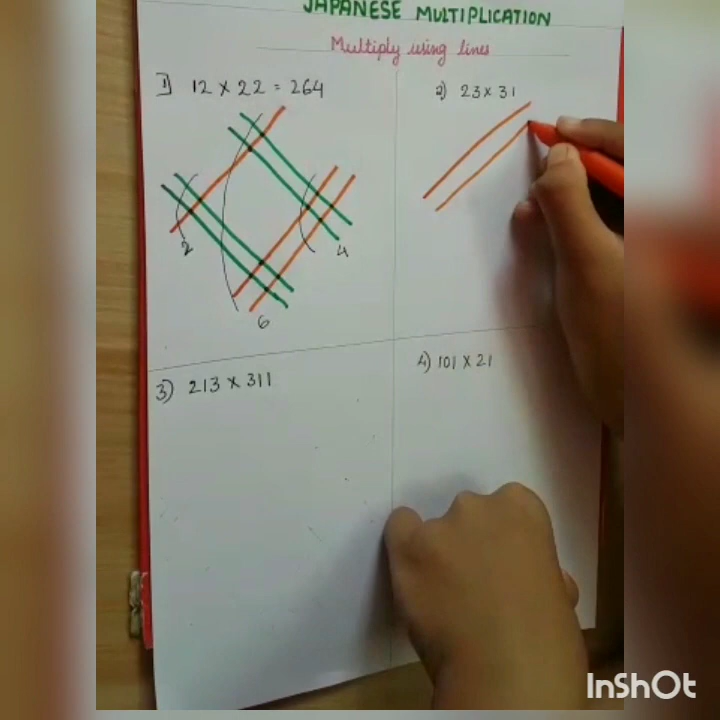 JAPANESE MULTIPLICATION
Multiply using lines
1] 12 × 22 = 264
2) 23 × 31
2
4
6
3) 213 × 311
4) 101 × 21
InShOt